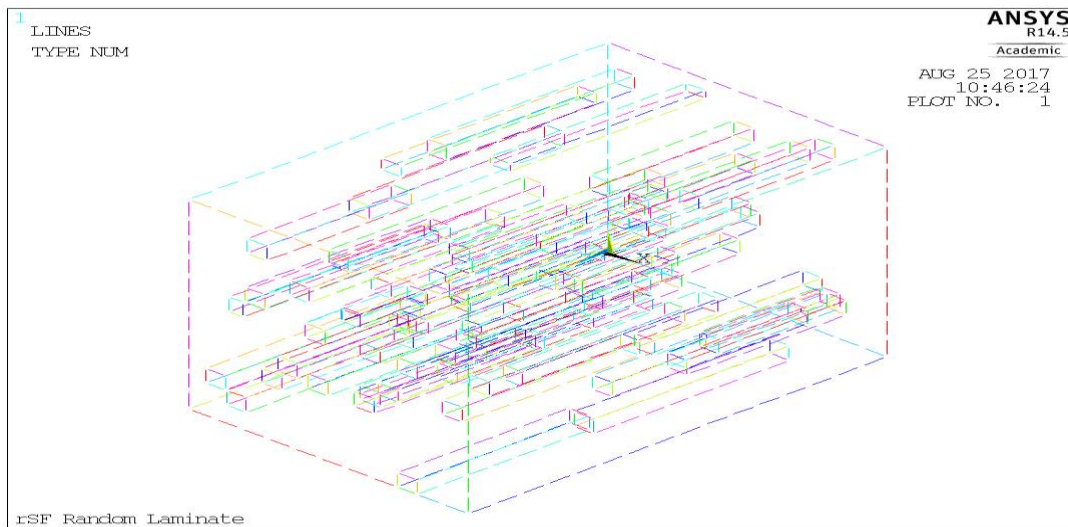 1
LINES
TYPE NUM
ANSYS
R14.5
Academic
AUG 25 2017
10:46:24
PLOT NO. 1
X
rSF Random Laminate